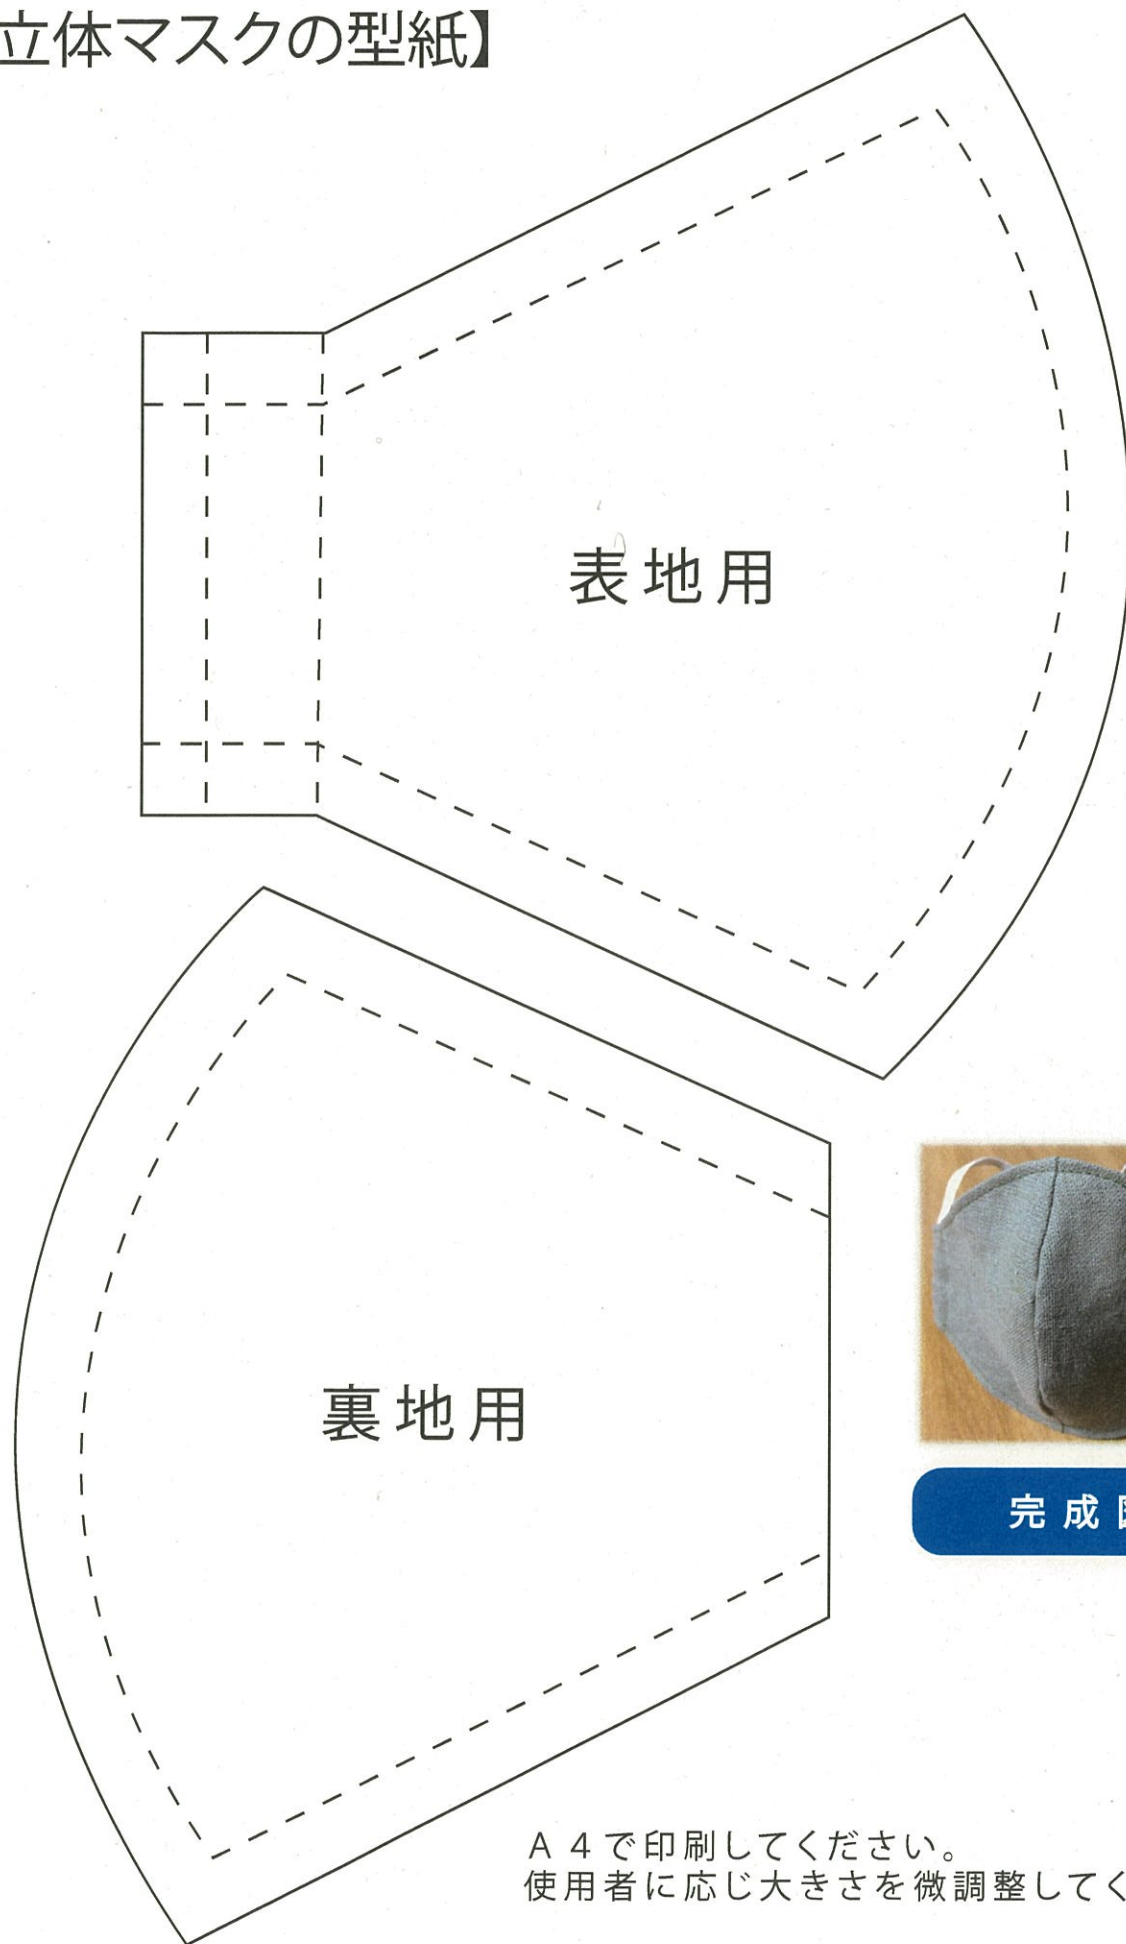 立体マスクの型紙】
表地用
裏地用
完成
A 4で印刷してください。
使用者に応じ大きさを微調整してく